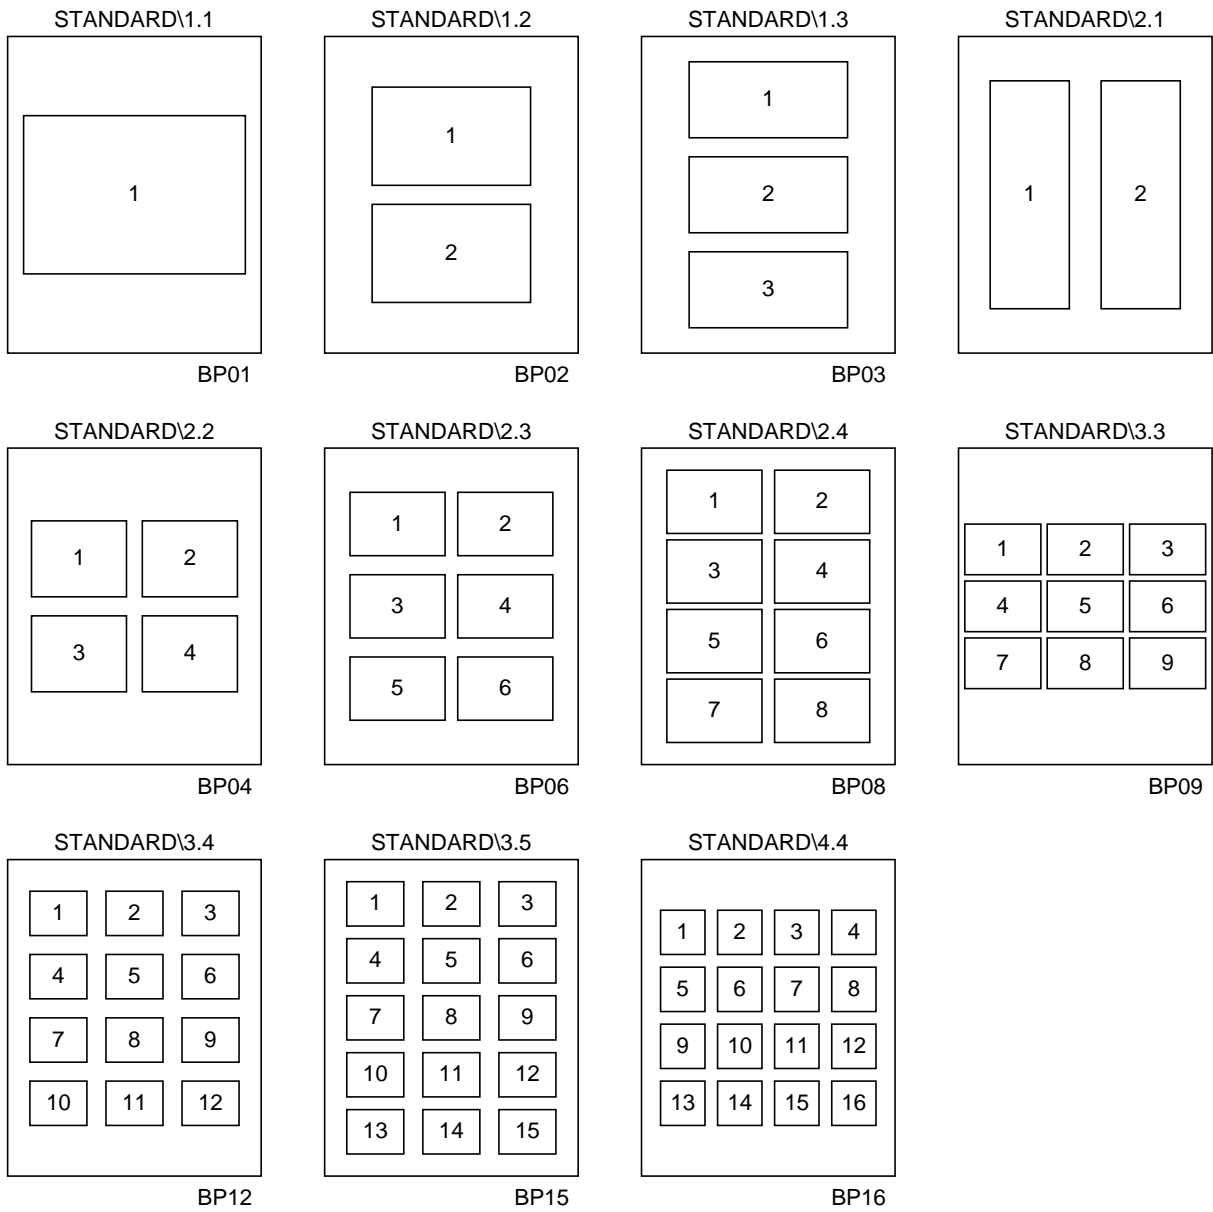 STANDARD\1.1 STANDARD\1.2 STANDARD\1.3 STANDARD\2.1
1
1
2
1
2
3
1 2
BP01 BP02 BP03
STANDARD\2.2 STANDARD\2.3 STANDARD\2.4 STANDARD\3.3
1 2
3 4
1 2
3 4
5 6
1 2
3 4
5 6
7 8
1 2 3
4 5 6
7 8 9
BP04 BP06 BP08 BP09
STANDARD\3.4 STANDARD\3.5 STANDARD\4.4
1 2 3
4 5 6
7 8 9
10 11 12
1 2 3
4 5 6
7 8 9
10 11 12
13 14 15
1 2 3 4
5 6 7 8
9 10 11 12
13 14 15 16
BP12 BP15 BP16